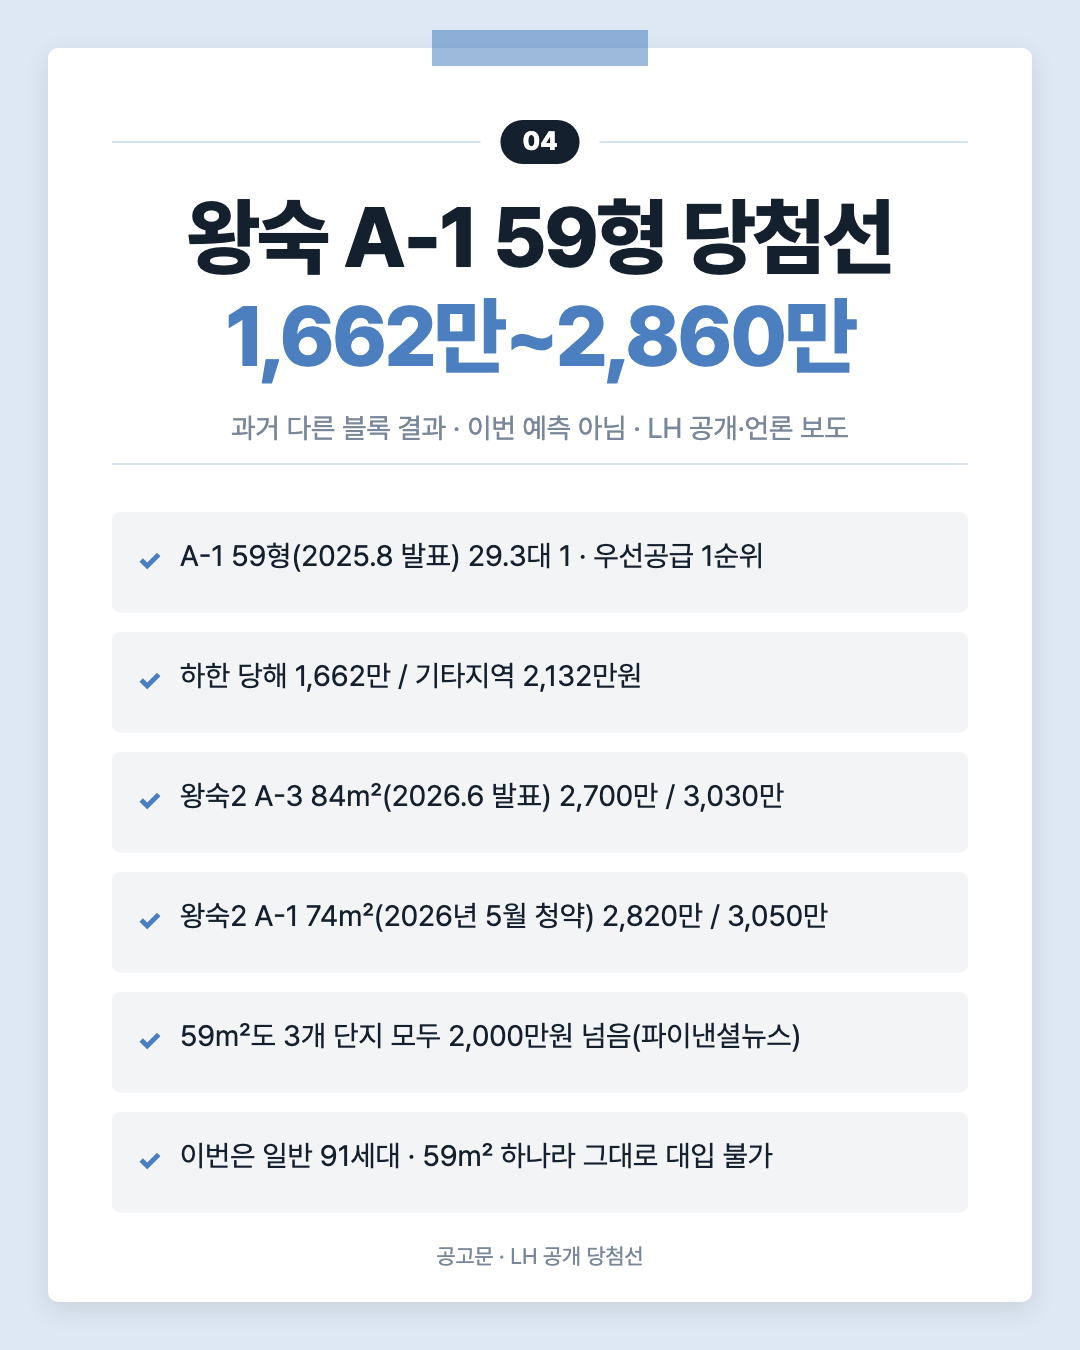 04
왕숙 A-1 59형 당첨선
1,662만~2,860만
과거 다른 블록 결과 · 이번 예측 아님 · LH 공개·언론 보도
A-1 59형(2025.8 발표) 29.3대 1 · 우선공급 1순위
하한 당해 1,662만 / 기타지역 2,132만원
왕숙2 A-3 84m²(2026.6 발표) 2,700만 / 3,030만
왕숙2 A-1 74m²(2026년 5월 청약) 2,820만 / 3,050만
59m²도 3개 단지 모두 2,000만원 넘음(파이낸셜뉴스)
이번은 일반 91세대 · 59m² 하나라 그대로 대입 불가
공고문 · LH 공개 당첨선